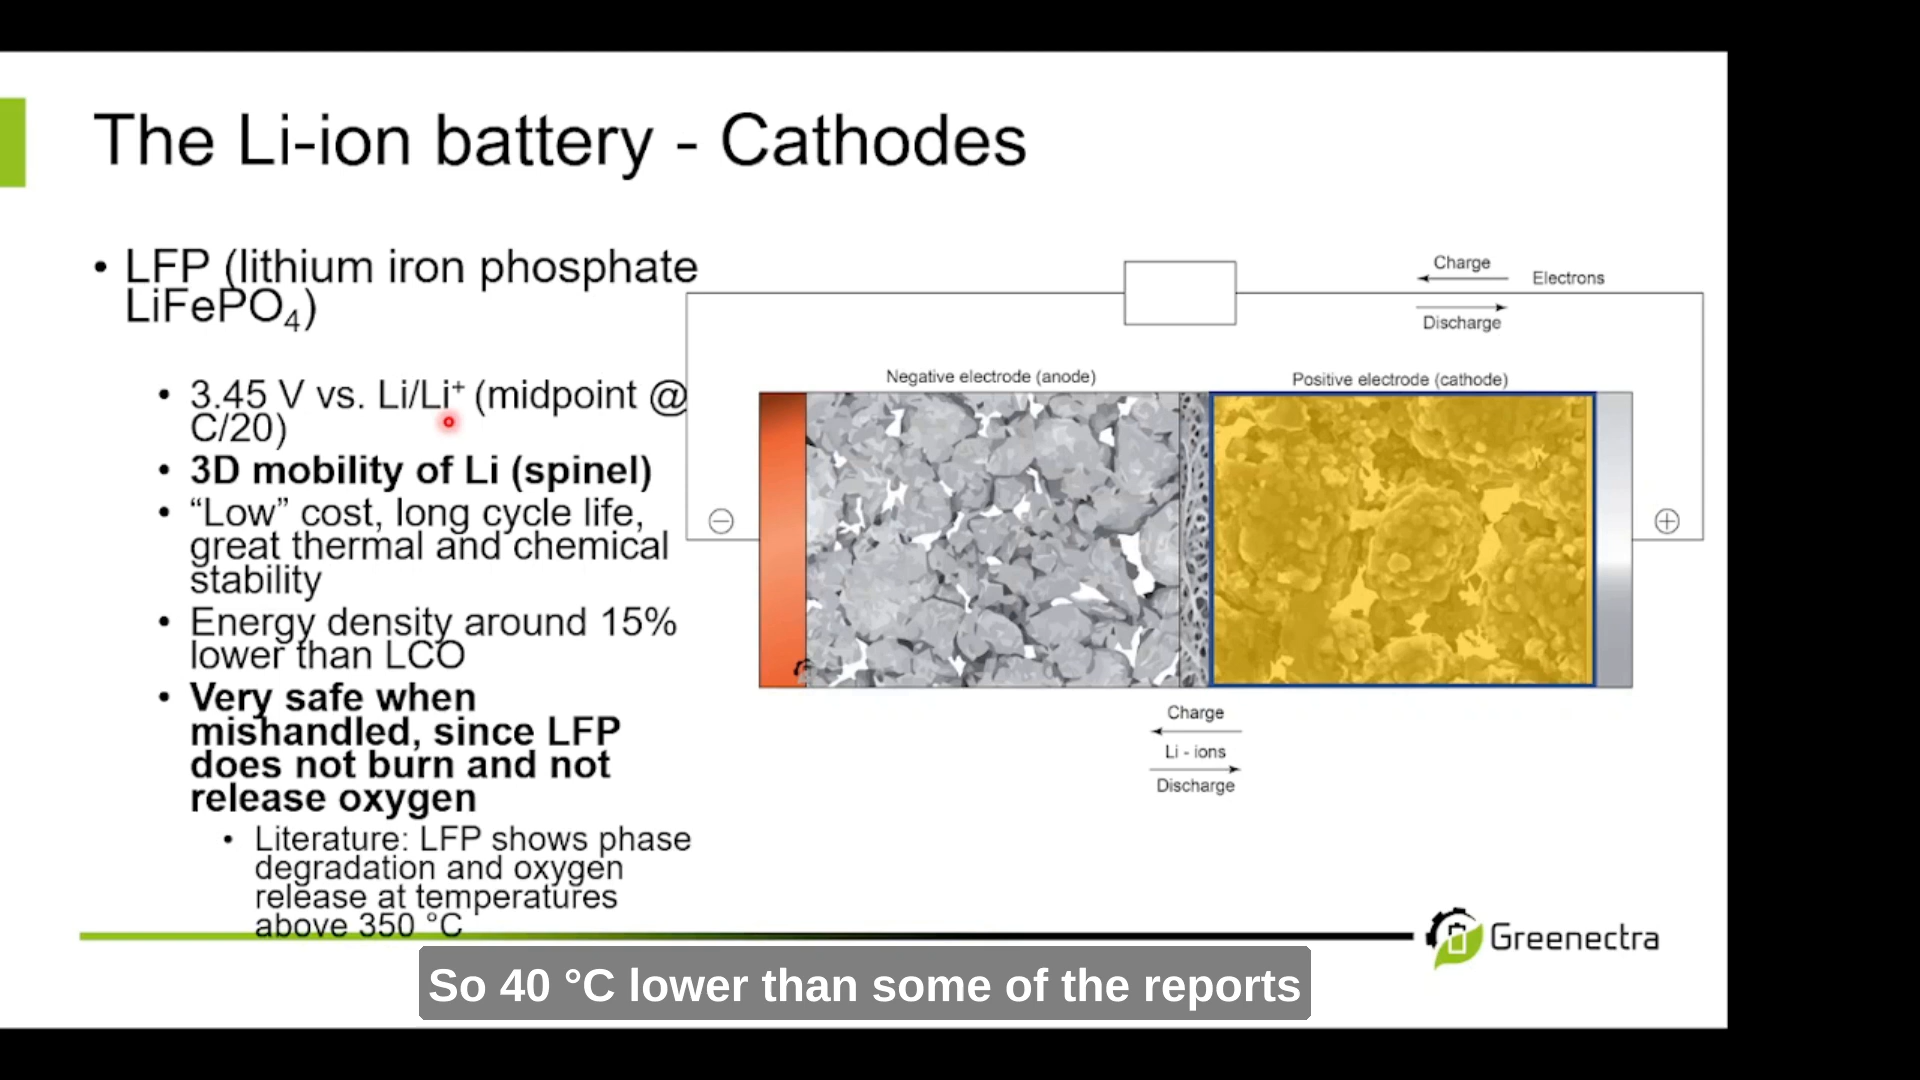 The Li-ion battery - Cathodes
• LFP (lithium iron phosphate
LiFePO₄)
• 3.45 V vs. Li/Li⁺ (midpoint @
C/20)
• 3D mobility of Li (spinel)
• “Low” cost, long cycle life,
great thermal and chemical
stability
• Energy density around 15%
lower than LCO
• Very safe when
mishandled, since LFP
does not burn and not
release oxygen
• Literature: LFP shows phase
degradation and oxygen
release at temperatures
above 350 °C
Charge
Electrons
Discharge
Negative electrode (anode)
Positive electrode (cathode)
−
+
Charge
Li - ions
Discharge
Greenectra
So 40 °C lower than some of the reports